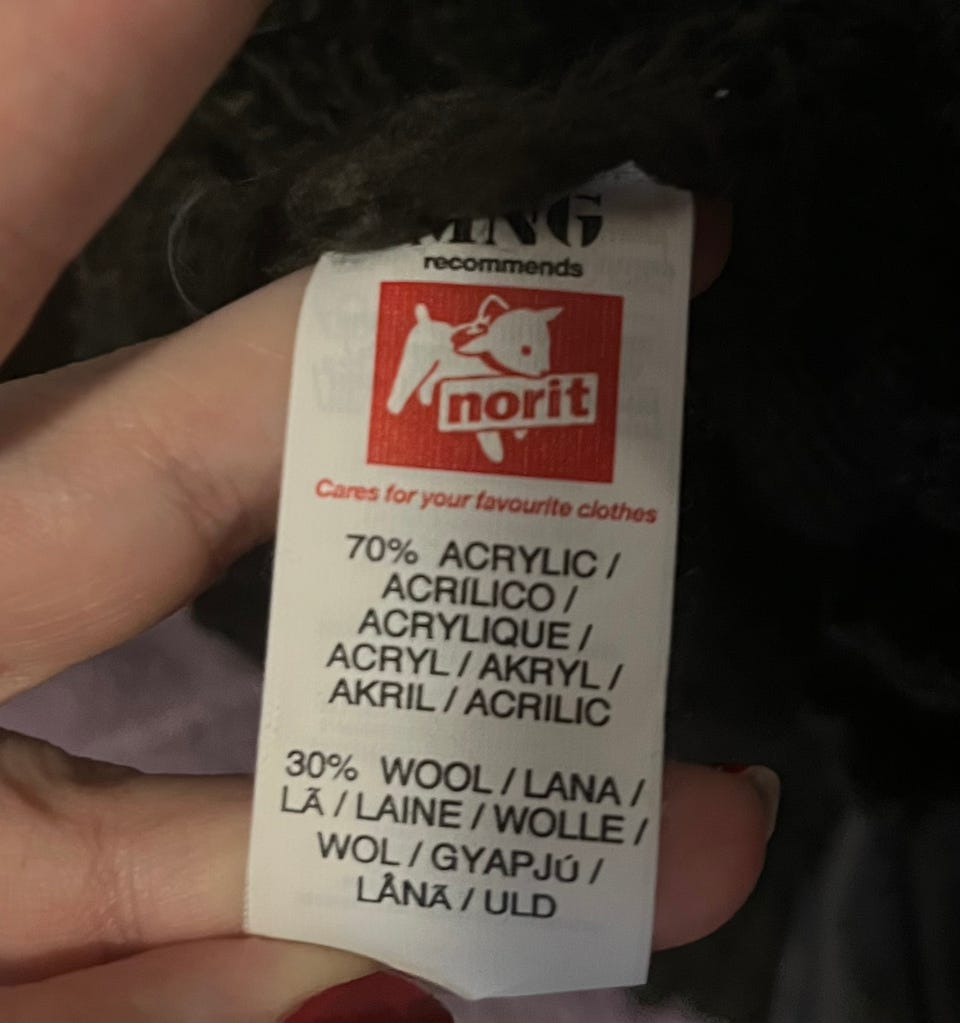 MNG
recommends
norit
Cares for your favourite clothes
70% ACRYLIC /
ACRÍLICO /
ACRYLIQUE /
ACRYL / AKRYL /
AKRIL / ACRILIC
30% WOOL / LANA /
LÃ / LAINE / WOLLE /
WOL / GYAPJú /
LÂNÃ / ULD